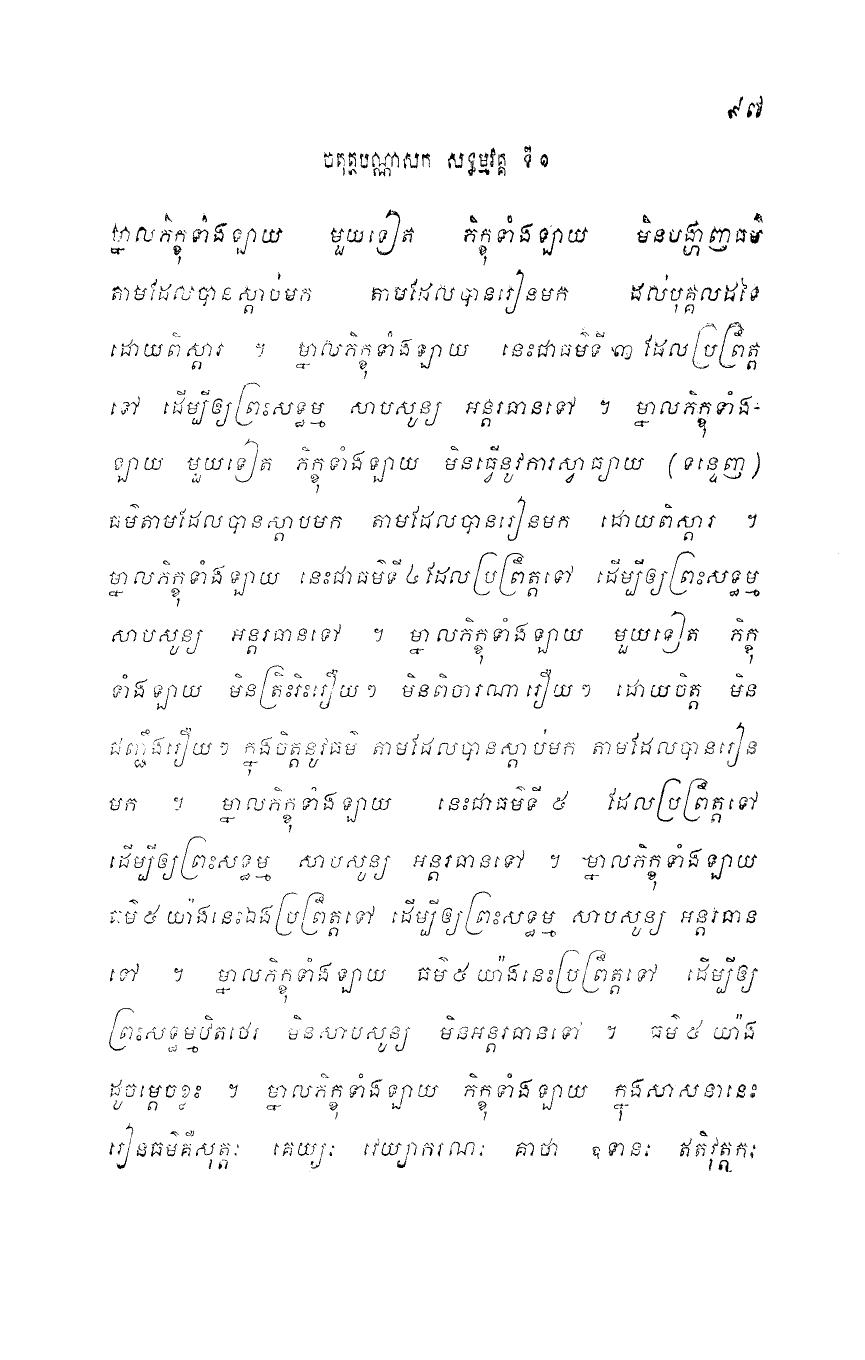 ៩៧
ចតុត្ថបណ្ណាសក សទ្ធម្មវគ្គ ទី ១
ម្នាលភិក្ខុទាំងឡាយ មួយទៀត ភិក្ខុទាំងឡាយ មិនបង្ហាញធម៌
តាមដែលបានស្តាប់មក តាមដែលបានរៀនមក ដល់បុគ្គលដទៃ
ដោយពិស្តារ ។ ម្នាលភិក្ខុទាំងឡាយ នេះជាធម៌ទី ៣ ដែលប្រព្រឹត្ត
ទៅ ដើម្បីឲ្យព្រះសទ្ធម្ម សាបសូន្យ អន្តរធានទៅ ។ ម្នាលភិក្ខុទាំង-
ឡាយ មួយទៀត ភិក្ខុទាំងឡាយ មិនធ្វើនូវការស្វាធ្យាយ (ទន្ទេញ)
ធម៌តាមដែលបានស្តាបមក តាមដែលបានរៀនមក ដោយពិស្តារ ។
ម្នាលភិក្ខុទាំងឡាយ នេះជាធម៌ទី ៤ ដែលប្រព្រឹត្តទៅ ដើម្បីឲ្យព្រះសទ្ធម្ម
សាបសូន្យ អន្តរធានទៅ ។ ម្នាលភិក្ខុទាំងឡាយ មួយទៀត ភិក្ខុ
ទាំងឡាយ មិនត្រិះរិះរឿយៗ មិនពិចារណារឿយៗ ដោយចិត្ត មិន
ដញ្ជឹងរឿយៗ ក្នុងចិត្តនូវធម៌ តាមដែលបានស្តាប់មក តាមដែលបានរៀន
មក ។ ម្នាលភិក្ខុទាំងឡាយ នេះជាធម៌ទី ៥ ដែលប្រព្រឹត្តទៅ
ដើម្បីឲ្យព្រះសទ្ធម្ម សាបសូន្យ អន្តរធានទៅ ។ ម្នាលភិក្ខុទាំងឡាយ
ធម៌ ៥ យ៉ាងនេះឯងប្រព្រឹត្តទៅ ដើម្បីឲ្យព្រះសទ្ធម្ម សាបសូន្យ អន្តរធាន
ទៅ ។ ម្នាលភិក្ខុទាំងឡាយ ធម៌ ៥ យ៉ាងនេះប្រព្រឹត្តទៅ ដើម្បីឲ្យ
ព្រះសទ្ធម្មឋិតថេរ មិនសាបសូន្យ មិនអន្តរធានទៅ ។ ធម៌ ៥ យ៉ាង
ដូចម្តេចខ្លះ ។ ម្នាលភិក្ខុទាំងឡាយ ភិក្ខុទាំងឡាយ ក្នុងសាសនានេះ
រៀនធម៌គឺសុត្តៈ គេយ្យៈ វេយ្យាករណៈ គាថា ឧទានៈ ឥតិវុត្តកៈ